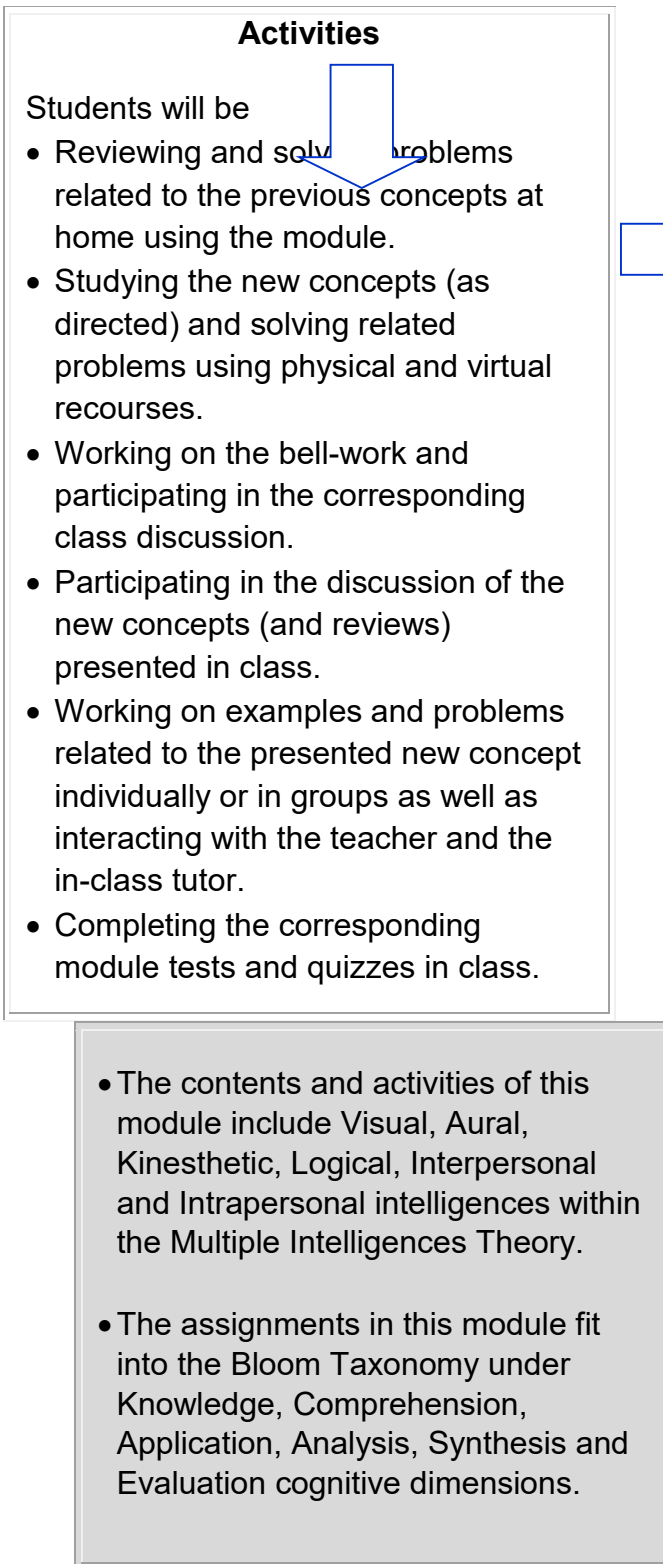 Activities
Students will be
• Reviewing and solv problems
related to the previous concepts at
home using the module.
• Studying the new concepts (as
directed) and solving related
problems using physical and virtual
recourses.
• Working on the bell-work and
participating in the corresponding
class discussion.
• Participating in the discussion of the
new concepts (and reviews)
presented in class.
• Working on examples and problems
related to the presented new concept
individually or in groups as well as
interacting with the teacher and the
in-class tutor.
• Completing the corresponding
module tests and quizzes in class.
• The contents and activities of this
module include Visual, Aural,
Kinesthetic, Logical, Interpersonal
and Intrapersonal intelligences within
the Multiple Intelligences Theory.
• The assignments in this module fit
into the Bloom Taxonomy under
Knowledge, Comprehension,
Application, Analysis, Synthesis and
Evaluation cognitive dimensions.